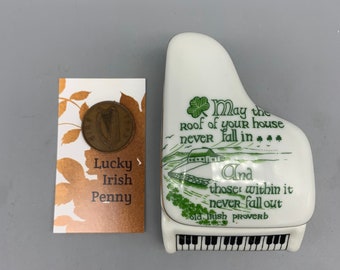 Lucky
Irish
Penny
May the
roof of your house
never fall in
And
those within it
never fall out
old Irish proverb